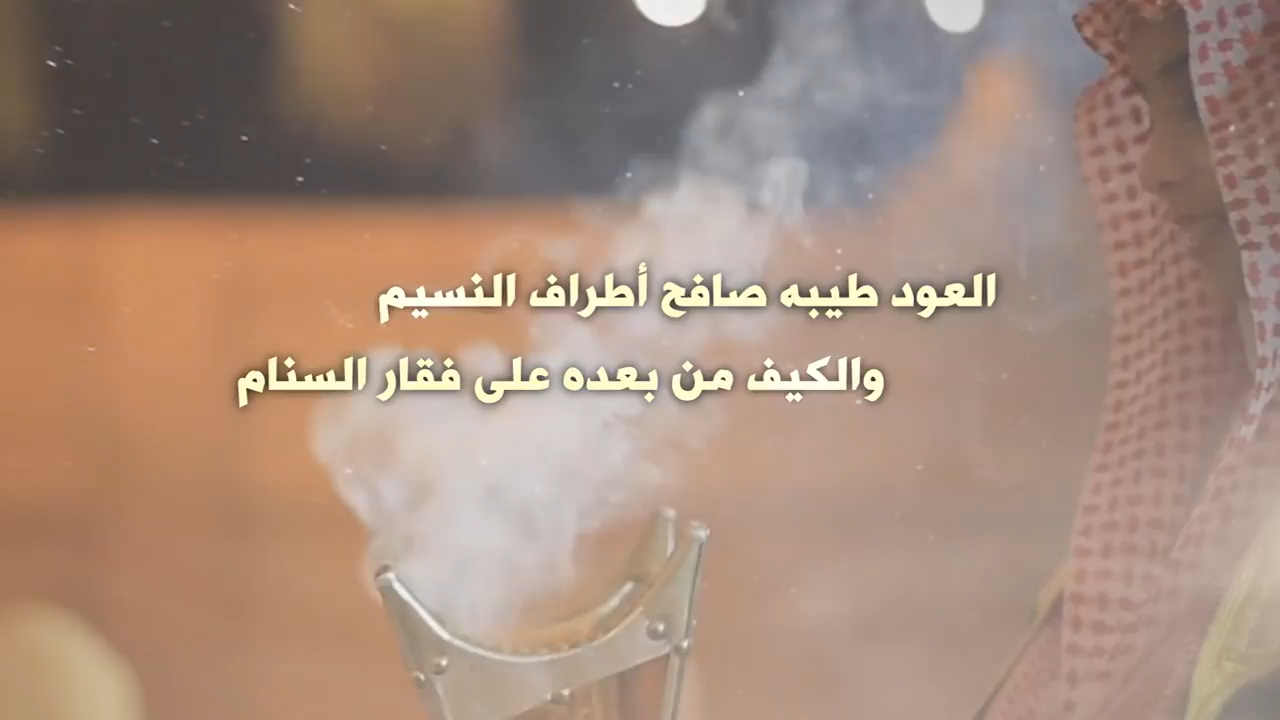 العود طيبه صافح أطراف النسيم
والكيف من بعده على فقار السنام